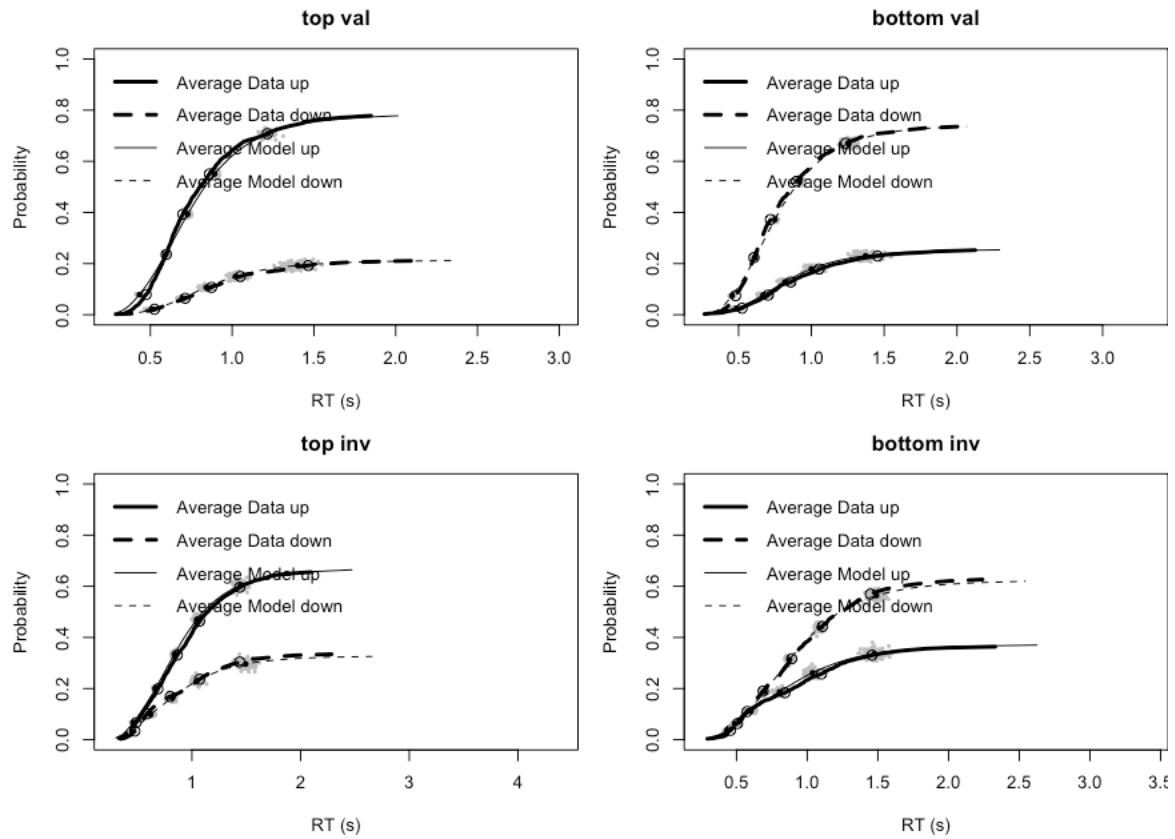 top val
1.0
0.8
0.6
0.4
0.2
0.0
Probability
Average Data up
Average Data down
Average Model up
Average Model down
0.5 1.0 1.5 2.0 2.5 3.0
RT (s)
bottom val
1.0
0.8
0.6
0.4
0.2
0.0
Probability
Average Data up
Average Data down
Average Model up
Average Model down
0.5 1.0 1.5 2.0 2.5 3.0
RT (s)
top inv
1.0
0.8
0.6
0.4
0.2
0.0
Probability
Average Data up
Average Data down
Average Model up
Average Model down
1 2 3 4
RT (s)
bottom inv
1.0
0.8
0.6
0.4
0.2
0.0
Probability
Average Data up
Average Data down
Average Model up
Average Model down
0.5 1.0 1.5 2.0 2.5 3.0 3.5
RT (s)